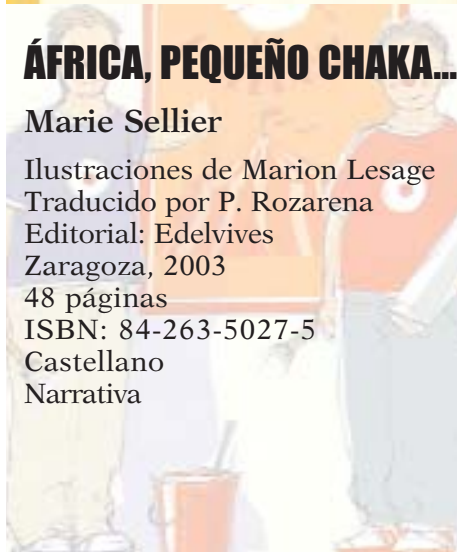 ÁFRICA, PEQUEÑO CHAKA...
Marie Sellier
Ilustraciones de Marion Lesage
Traducido por P. Rozarena
Editorial: Edelvives
Zaragoza, 2003
48 páginas
ISBN: 84-263-5027-5
Castellano
Narrativa